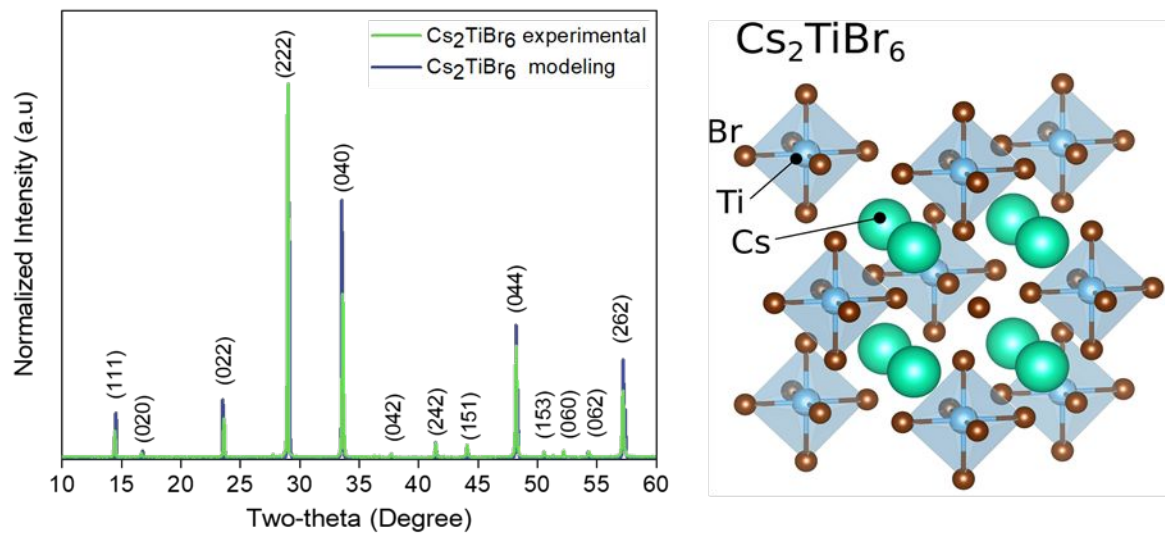 Cs₂TiBr₆ experimental
Cs₂TiBr₆ modeling
Normalized Intensity (a.u)
(111)
(020)
(022)
(222)
(040)
(042)
(242)
(151)
(044)
(153)
(060)
(062)
(262)
10 15 20 25 30 35 40 45 50 55 60
Two-theta (Degree)
Cs₂TiBr₆
Br
Ti
Cs